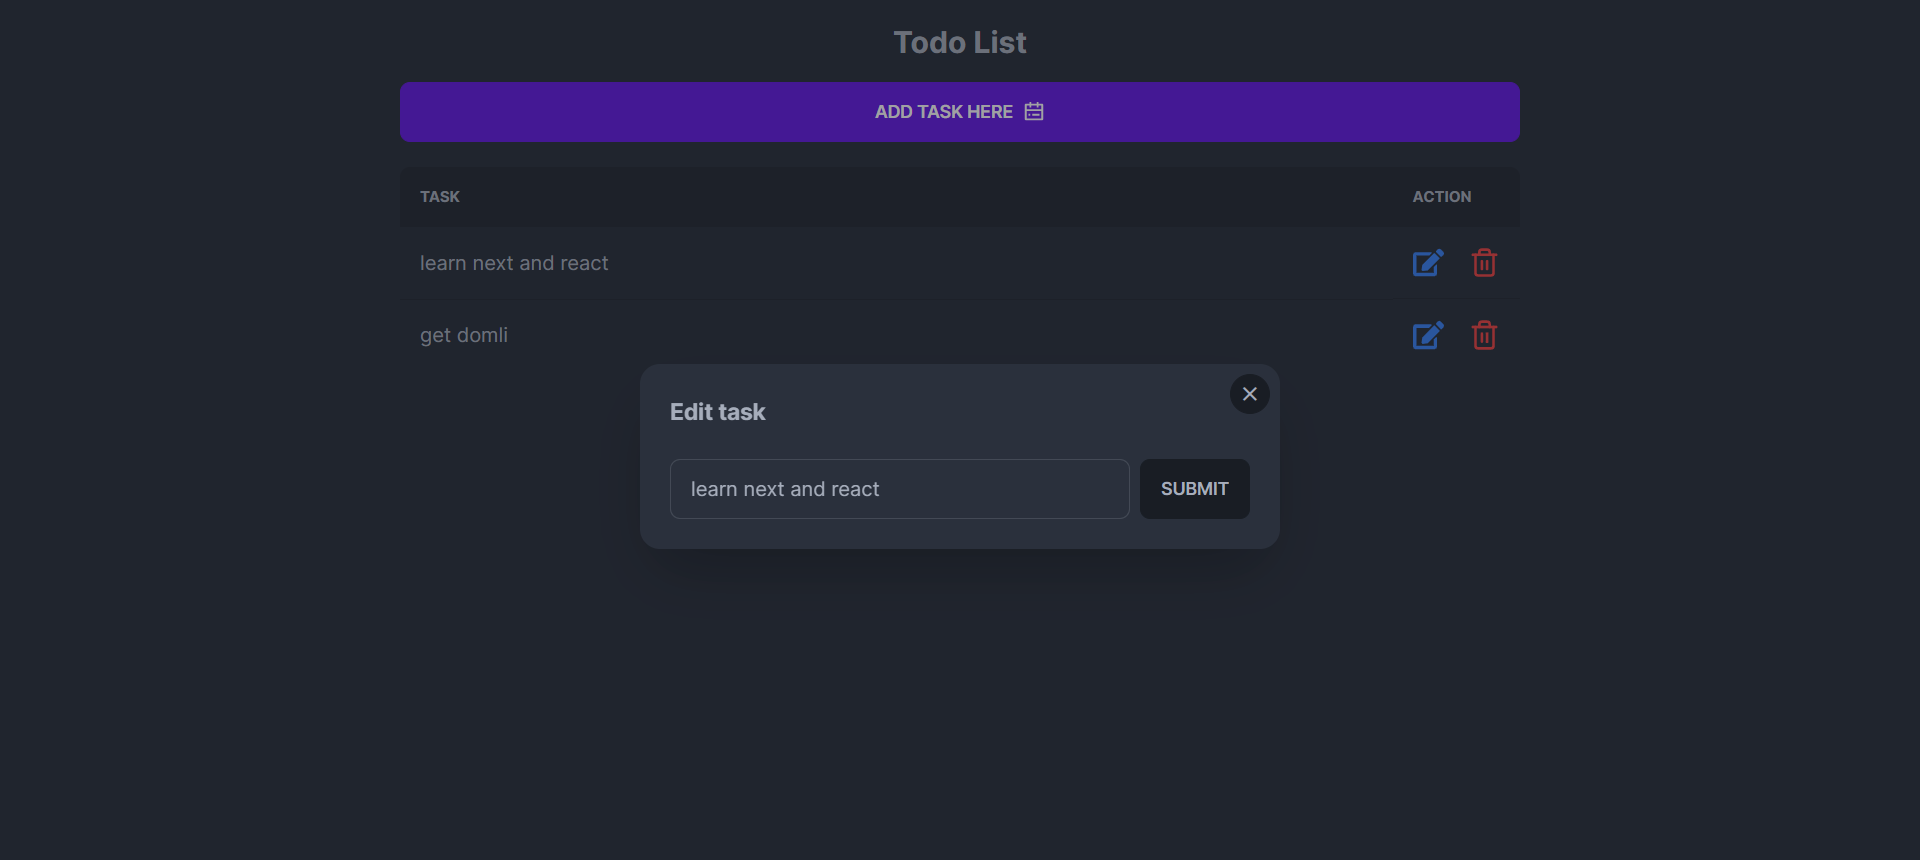 Todo List
ADD TASK HERE
TASK ACTION
learn next and react
get domli
Edit task
learn next and react SUBMIT